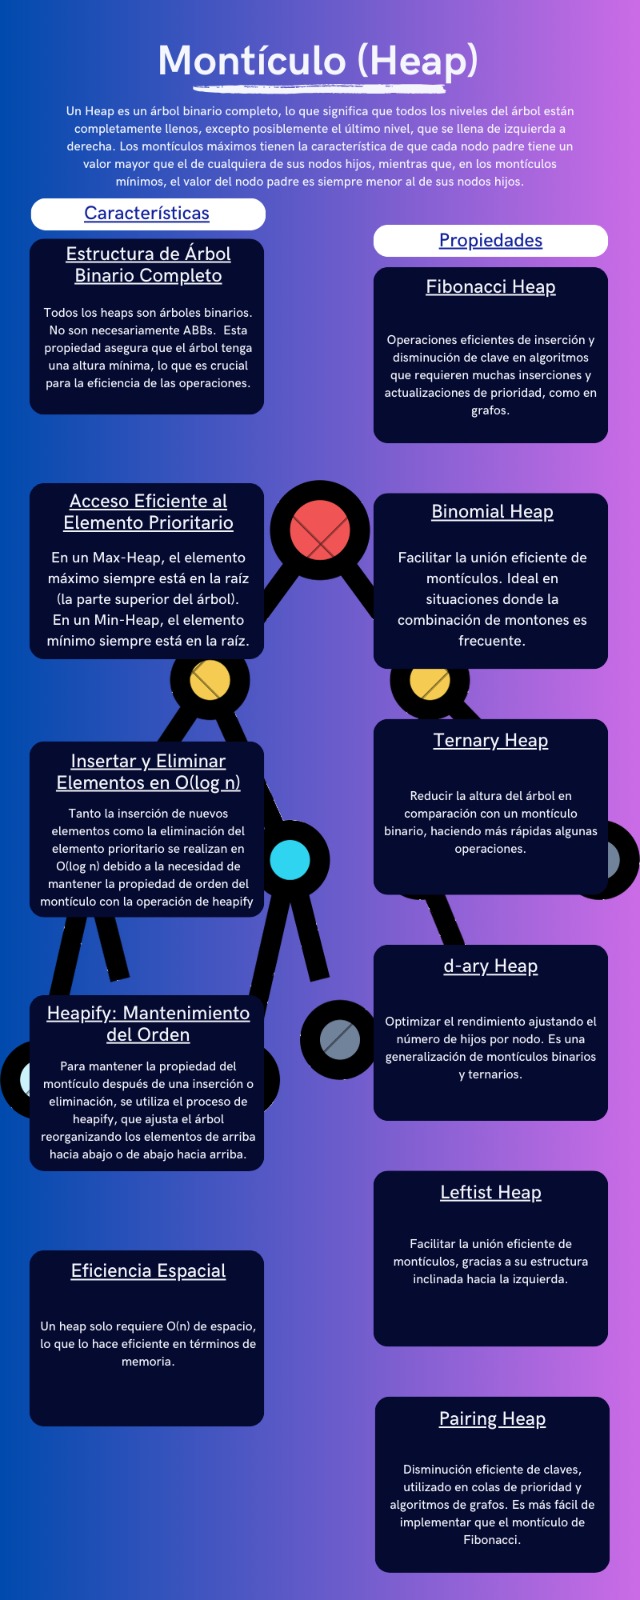 Montículo (Heap)
Un Heap es un árbol binario completo, lo que significa que todos los niveles del árbol están
completamente llenos, excepto posiblemente el último nivel, que se llena de izquierda a
derecha. Los montículos máximos tienen la característica de que cada nodo padre tiene un
valor mayor que el de cualquiera de sus nodos hijos, mientras que, en los montículos
mínimos, el valor del nodo padre es siempre menor al de sus nodos hijos.
Características
Estructura de Árbol
Binario Completo
Todos los heaps son árboles binarios.
No son necesariamente ABBs. Esta
propiedad asegura que el árbol tenga
una altura mínima, lo que es crucial
para la eficiencia de las operaciones.
Acceso Eficiente al
Elemento Prioritario
En un Max-Heap, el elemento
máximo siempre está en la raíz
(la parte superior del árbol).
En un Min-Heap, el elemento
mínimo siempre está en la raíz.
Insertar y Eliminar
Elementos en O(log n)
Tanto la inserción de nuevos
elementos como la eliminación del
elemento prioritario se realizan en
O(log n) debido a la necesidad de
mantener la propiedad de orden del
montículo con la operación de heapify
Heapify: Mantenimiento
del Orden
Para mantener la propiedad del
montículo después de una inserción o
eliminación, se utiliza el proceso de
heapify, que ajusta el árbol
reorganizando los elementos de arriba
hacia abajo o de abajo hacia arriba.
Eficiencia Espacial
Un heap solo requiere O(n) de espacio,
lo que lo hace eficiente en términos de
memoria.
Propiedades
Fibonacci Heap
Operaciones eficientes de inserción y
disminución de clave en algoritmos
que requieren muchas inserciones y
actualizaciones de prioridad, como en
grafos.
Binomial Heap
Facilitar la unión eficiente de
montículos. Ideal en
situaciones donde la
combinación de montones es
frecuente.
Ternary Heap
Reducir la altura del árbol en
comparación con un montículo
binario, haciendo más rápidas algunas
operaciones.
d-ary Heap
Optimizar el rendimiento ajustando el
número de hijos por nodo. Es una
generalización de montículos binarios
y ternarios.
Leftist Heap
Facilitar la unión eficiente de
montículos, gracias a su estructura
inclinada hacia la izquierda.
Pairing Heap
Disminución eficiente de claves,
utilizado en colas de prioridad y
algoritmos de grafos. Es más fácil de
implementar que el montículo de
Fibonacci.